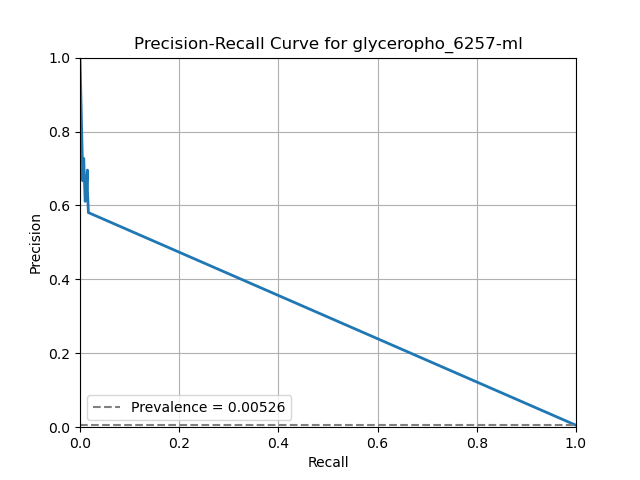 Precision-Recall Curve for glyceropho_6257-ml
1.0
0.8
0.6
0.4
0.2
0.0
Precision
Prevalence = 0.00526
0.0 0.2 0.4 0.6 0.8 1.0
Recall